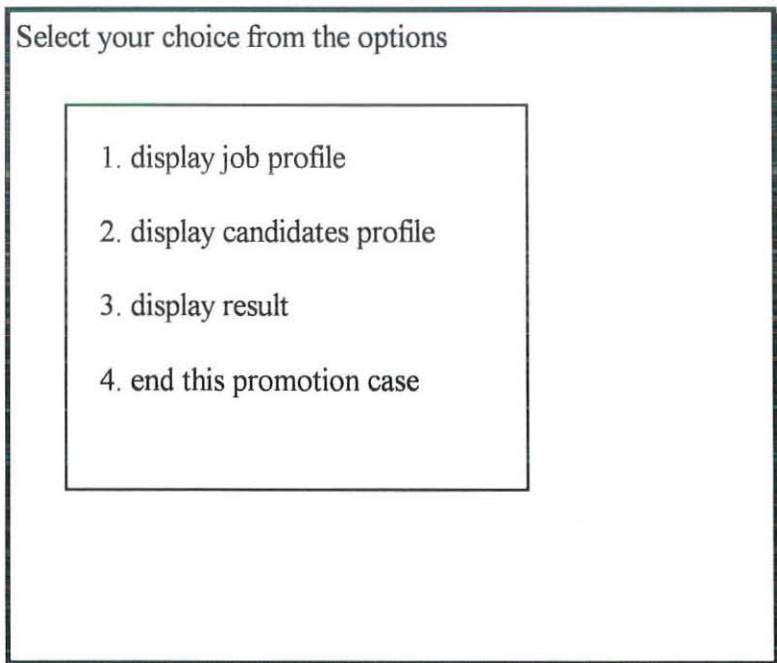 Select your choice from the options
1. display job profile
2. display candidates profile
3. display result
4. end this promotion case